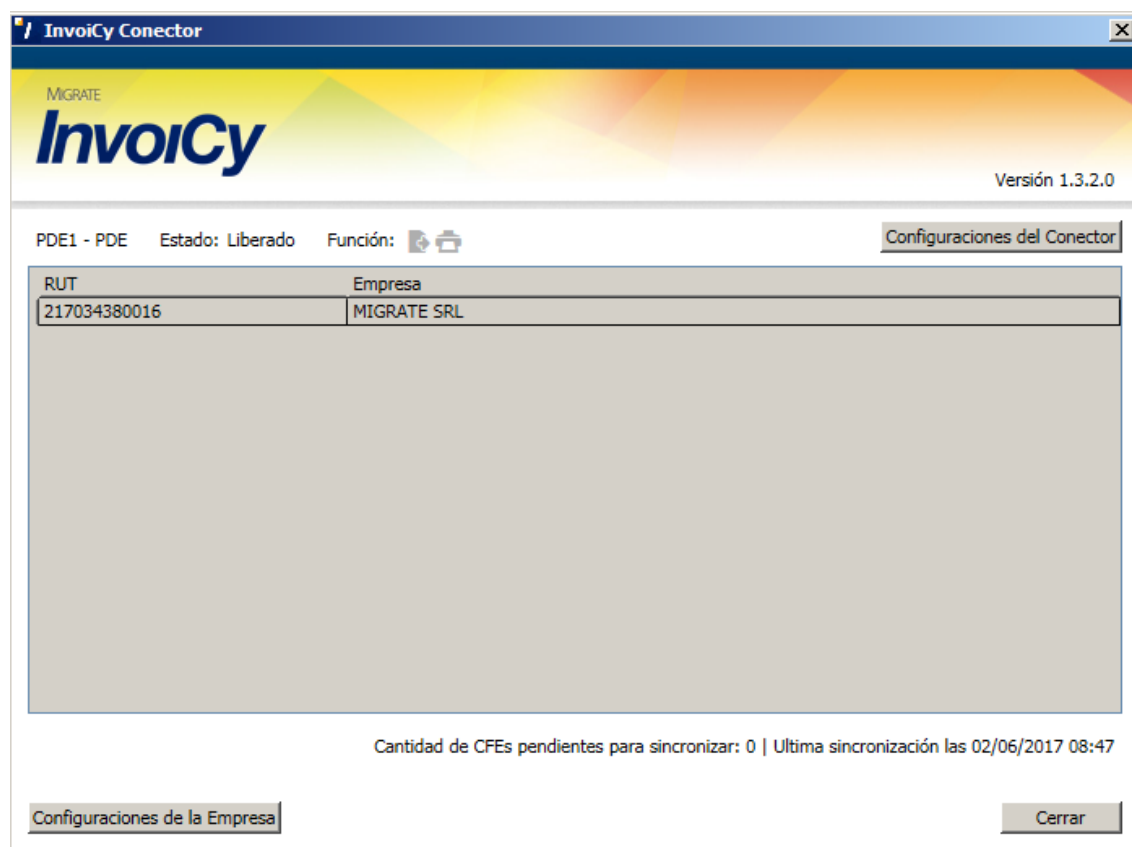 InvoiCy Conector
MIGRATE
InvoiCy
Versión 1.3.2.0
PDE1 - PDE Estado: Liberado Función: Configuraciones del Conector
RUT Empresa
217034380016 MIGRATE SRL
Cantidad de CFEs pendientes para sincronizar: 0 | Ultima sincronización las 02/06/2017 08:47
Configuraciones de la Empresa Cerrar